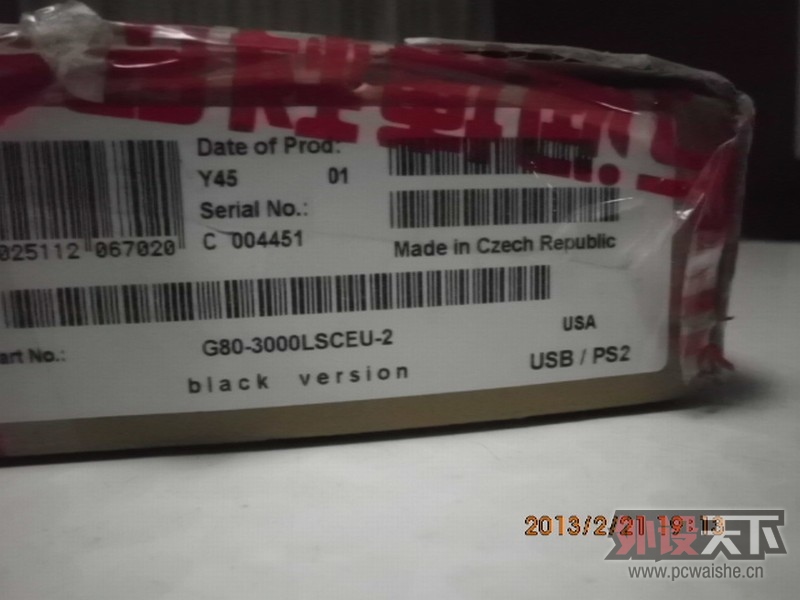 Date of Prod:
Y45 01
Serial No.:
C 004451
025112 067020
Made in Czech Republic
art No.:
G80-3000LSCEU-2
USA
black version
USB / PS2
2013/2/21 19:13
外设天下
www.pcwaishe.cn